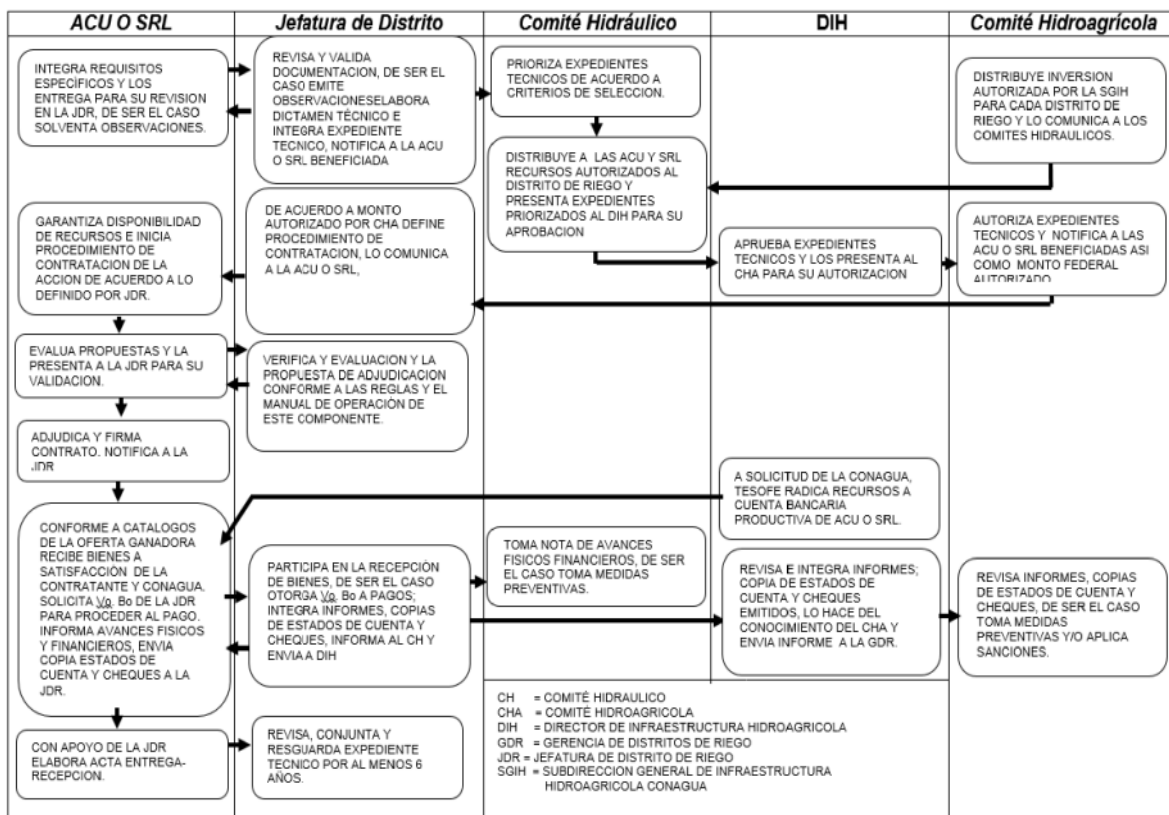 ACU O SRL
Jefatura de Distrito
Comité Hidráulico
DIH
Comité Hidroagrícola
INTEGRA REQUISITOS
ESPECÍFICOS Y LOS
ENTREGA PARA SU REVISION
EN LA JDR, DE SER EL CASO
SOLVENTA OBSERVACIONES.
REVISA Y VALIDA
DOCUMENTACION, DE SER EL
CASO EMITE
OBSERVACIONESELABORA
DICTAMEN TÉCNICO E
INTEGRA EXPEDIENTE
TECNICO, NOTIFICA A LA ACU
O SRL BENEFICIADA
PRIORIZA EXPEDIENTES
TECNICOS DE ACUERDO A
CRITERIOS DE SELECCION.
DISTRIBUYE INVERSION
AUTORIZADA POR LA SGIH
PARA CADA DISTRITO DE
RIEGO Y LO COMUNICA A LOS
COMITES HIDRAULICOS.
DISTRIBUYE A LAS ACU Y SRL
RECURSOS AUTORIZADOS AL
DISTRITO DE RIEGO Y
PRESENTA EXPEDIENTES
PRIORIZADOS AL DIH PARA SU
APROBACION
GARANTIZA DISPONIBILIDAD
DE RECURSOS E INICIA
PROCEDIMIENTO DE
CONTRATACION DE LA
ACCION DE ACUERDO A LO
DEFINIDO POR JDR.
DE ACUERDO A MONTO
AUTORIZADO POR CHA DEFINE
PROCEDIMIENTO DE
CONTRATACION, LO COMUNICA
A LA ACU O SRL,
APRUEBA EXPEDIENTES
TECNICOS Y LOS PRESENTA AL
CHA PARA SU AUTORIZACION
AUTORIZA EXPEDIENTES
TECNICOS Y NOTIFICA A LAS
ACU O SRL BENEFICIADAS ASI
COMO MONTO FEDERAL
AUTORIZADO
EVALUA PROPUESTAS Y LA
PRESENTA A LA JDR PARA SU
VALIDACION.
VERIFICA Y EVALUACION Y LA
PROPUESTA DE ADJUDICACION
CONFORME A LAS REGLAS Y EL
MANUAL DE OPERACIÓN DE
ESTE COMPONENTE.
ADJUDICA Y FIRMA
CONTRATO. NOTIFICA A LA
JDR
A SOLICITUD DE LA CONAGUA,
TESOFE RADICA RECURSOS A
CUENTA BANCARIA
PRODUCTIVA DE ACU O SRL.
CONFORME A CATALOGOS
DE LA OFERTA GANADORA
RECIBE BIENES A
SATISFACCIÓN DE LA
CONTRATANTE Y CONAGUA.
SOLICITA Vo. Bo DE LA JDR
PARA PROCEDER AL PAGO.
INFORMA AVANCES FISICOS
Y FINANCIEROS, ENVIA
COPIA ESTADOS DE
CUENTA Y CHEQUES A LA
JDR.
PARTICIPA EN LA RECEPCIÓN
DE BIENES, DE SER EL CASO
OTORGA Vo. Bo A PAGOS;
INTEGRA INFORMES, COPIAS
DE ESTADOS DE CUENTA Y
CHEQUES, INFORMA AL CH Y
ENVIA A DIH
TOMA NOTA DE AVANCES
FISICOS FINANCIEROS, DE SER
EL CASO TOMA MEDIDAS
PREVENTIVAS.
REVISA E INTEGRA INFORMES;
COPIA DE ESTADOS DE
CUENTA Y CHEQUES
EMITIDOS, LO HACE DEL
CONOCIMIENTO DEL CHA Y
ENVIA INFORME A LA GDR.
REVISA INFORMES, COPIAS
DE ESTADOS DE CUENTA Y
CHEQUES, DE SER EL CASO
TOMA MEDIDAS
PREVENTIVAS Y/O APLICA
SANCIONES.
CON APOYO DE LA JDR
ELABORA ACTA ENTREGA-
RECEPCION.
REVISA, CONJUNTA Y
RESGUARDA EXPEDIENTE
TECNICO POR AL MENOS 6
AÑOS.
CH = COMITÉ HIDRAULICO
CHA = COMITÉ HIDROAGRICOLA
DIH = DIRECTOR DE INFRAESTRUCTURA HIDROAGRICOLA
GDR = GERENCIA DE DISTRITOS DE RIEGO
JDR = JEFATURA DE DISTRITO DE RIEGO
SGIH = SUBDIRECCION GENERAL DE INFRAESTRUCTURA
HIDROAGRICOLA CONAGUA